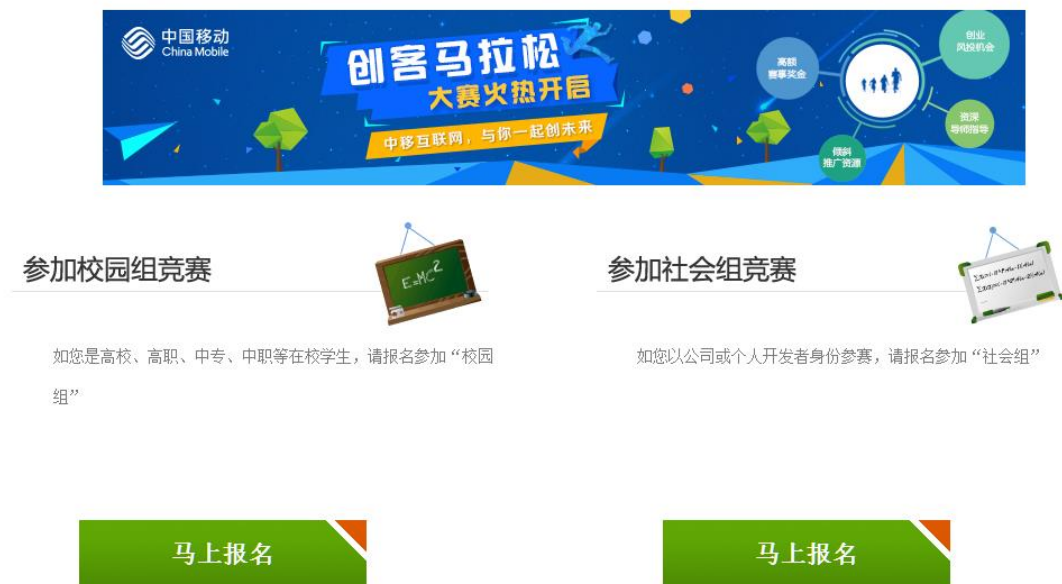 中国移动
China Mobile
创客马拉松
大赛火热开启
中移互联网，与你一起创未来
高额
赛事奖金
创业
风投机会
资深
导师指导
倾斜
推广资源
参加校园组竞赛
E=MC²
如您是高校、高职、中专、中职等在校学生，请报名参加“校园
组”
马上报名
参加社会组竞赛
如您以公司或个人开发者身份参赛，请报名参加“社会组”
马上报名